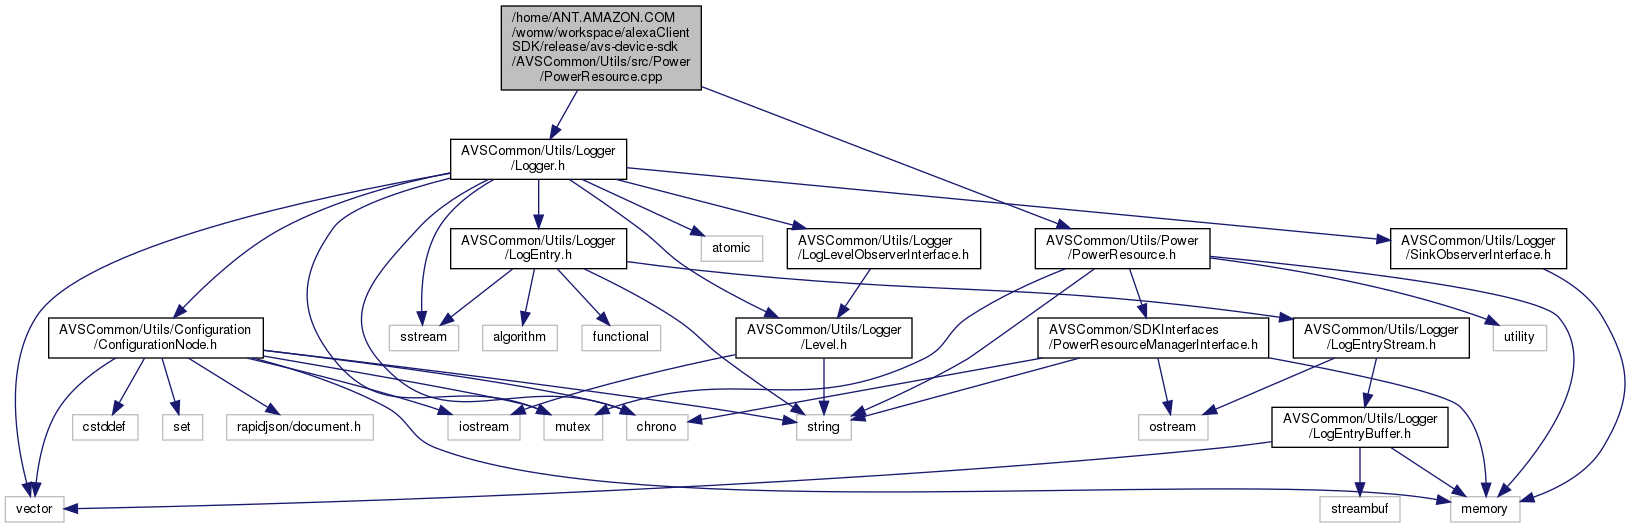 /home/ANT.AMAZON.COM
/womw/workspace/alexaClient
SDK/release/avs-device-sdk
/AVSCommon/Utils/src/Power
/PowerResource.cpp
AVSCommon/Utils/Logger
/Logger.h
AVSCommon/Utils/Logger
/LogEntry.h
atomic
AVSCommon/Utils/Logger
/LogLevelObserverInterface.h
AVSCommon/Utils/Power
/PowerResource.h
AVSCommon/Utils/Logger
/SinkObserverInterface.h
AVSCommon/Utils/Configuration
/ConfigurationNode.h
sstream
algorithm
functional
AVSCommon/Utils/Logger
/Level.h
AVSCommon/SDKInterfaces
/PowerResourceManagerInterface.h
AVSCommon/Utils/Logger
/LogEntryStream.h
utility
cstddef
set
rapidjson/document.h
iostream
mutex
chrono
string
ostream
AVSCommon/Utils/Logger
/LogEntryBuffer.h
vector
streambuf
memory